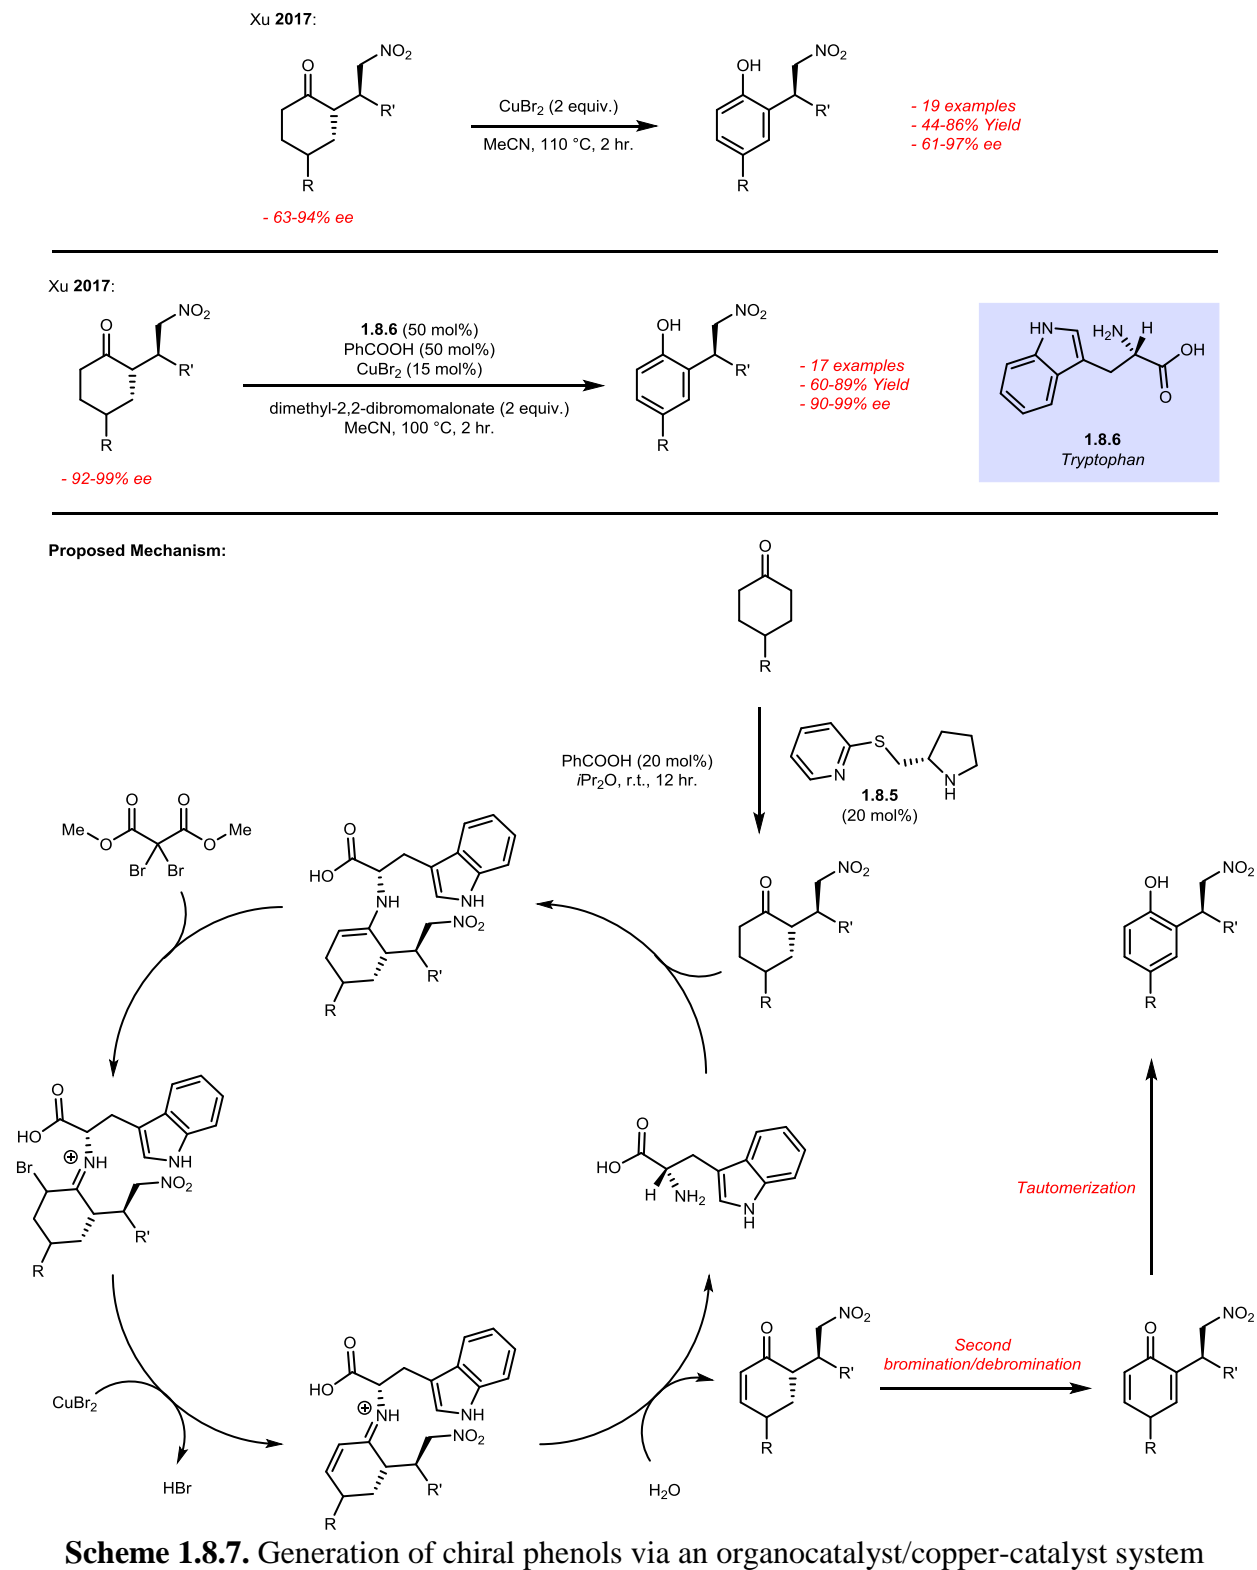 Xu 2017:
O
NO2
R'
R
- 63-94% ee
CuBr2 (2 equiv.)
MeCN, 110 °C, 2 hr.
OH
NO2
R'
R
- 19 examples
- 44-86% Yield
- 61-97% ee
Xu 2017:
O
NO2
R'
R
- 92-99% ee
1.8.6 (50 mol%)
PhCOOH (50 mol%)
CuBr2 (15 mol%)
dimethyl-2,2-dibromomalonate (2 equiv.)
MeCN, 100 °C, 2 hr.
OH
NO2
R'
R
- 17 examples
- 60-89% Yield
- 90-99% ee
HN
H2N
H
OH
O
1.8.6
Tryptophan
Proposed Mechanism:
O
R
PhCOOH (20 mol%)
iPr2O, r.t., 12 hr.
S
N
N
H
1.8.5
(20 mol%)
O
O
Me
O
O
Me
Br
Br
O
HO
NH
NH
NO2
R'
R
O
NO2
R'
R
OH
NO2
R'
R
O
HO
NH
Br
NH
NO2
R'
R
O
HO
H
NH2
N
H
Tautomerization
CuBr2
HBr
O
HO
NH
NH
NO2
R'
R
H2O
O
NO2
R'
R
Second
bromination/debromination
O
NO2
R'
R
Scheme 1.8.7. Generation of chiral phenols via an organocatalyst/copper-catalyst system